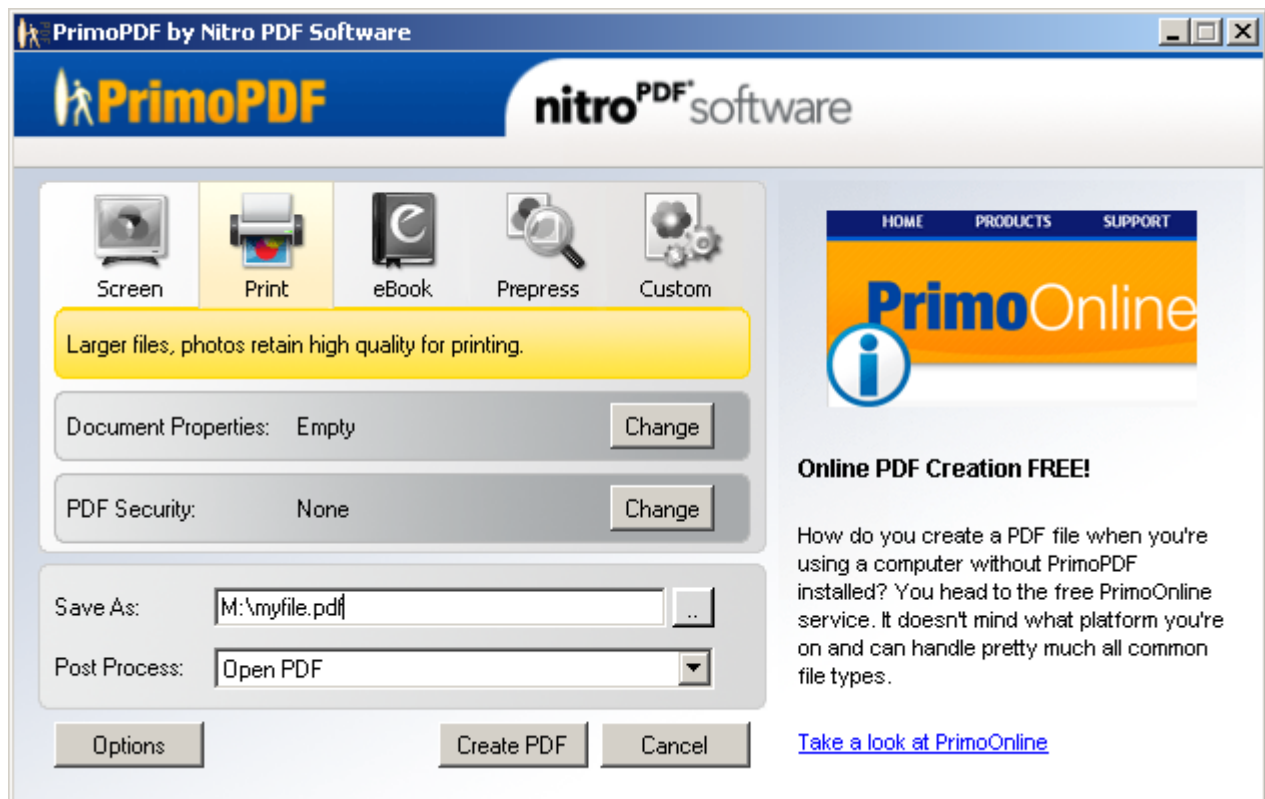 PrimoPDF by Nitro PDF Software
PrimoPDF
nitroPDF®software
Screen
Print
eBook
Prepress
Custom
Larger files, photos retain high quality for printing.
Document Properties: Empty
Change
PDF Security: None
Change
Save As: M:\myfile.pdf
..
Post Process: Open PDF
Options
Create PDF
Cancel
HOME PRODUCTS SUPPORT
PrimoOnline
i
Online PDF Creation FREE!
How do you create a PDF file when you're
using a computer without PrimoPDF
installed? You head to the free PrimoOnline
service. It doesn't mind what platform you're
on and can handle pretty much all common
file types.
Take a look at PrimoOnline